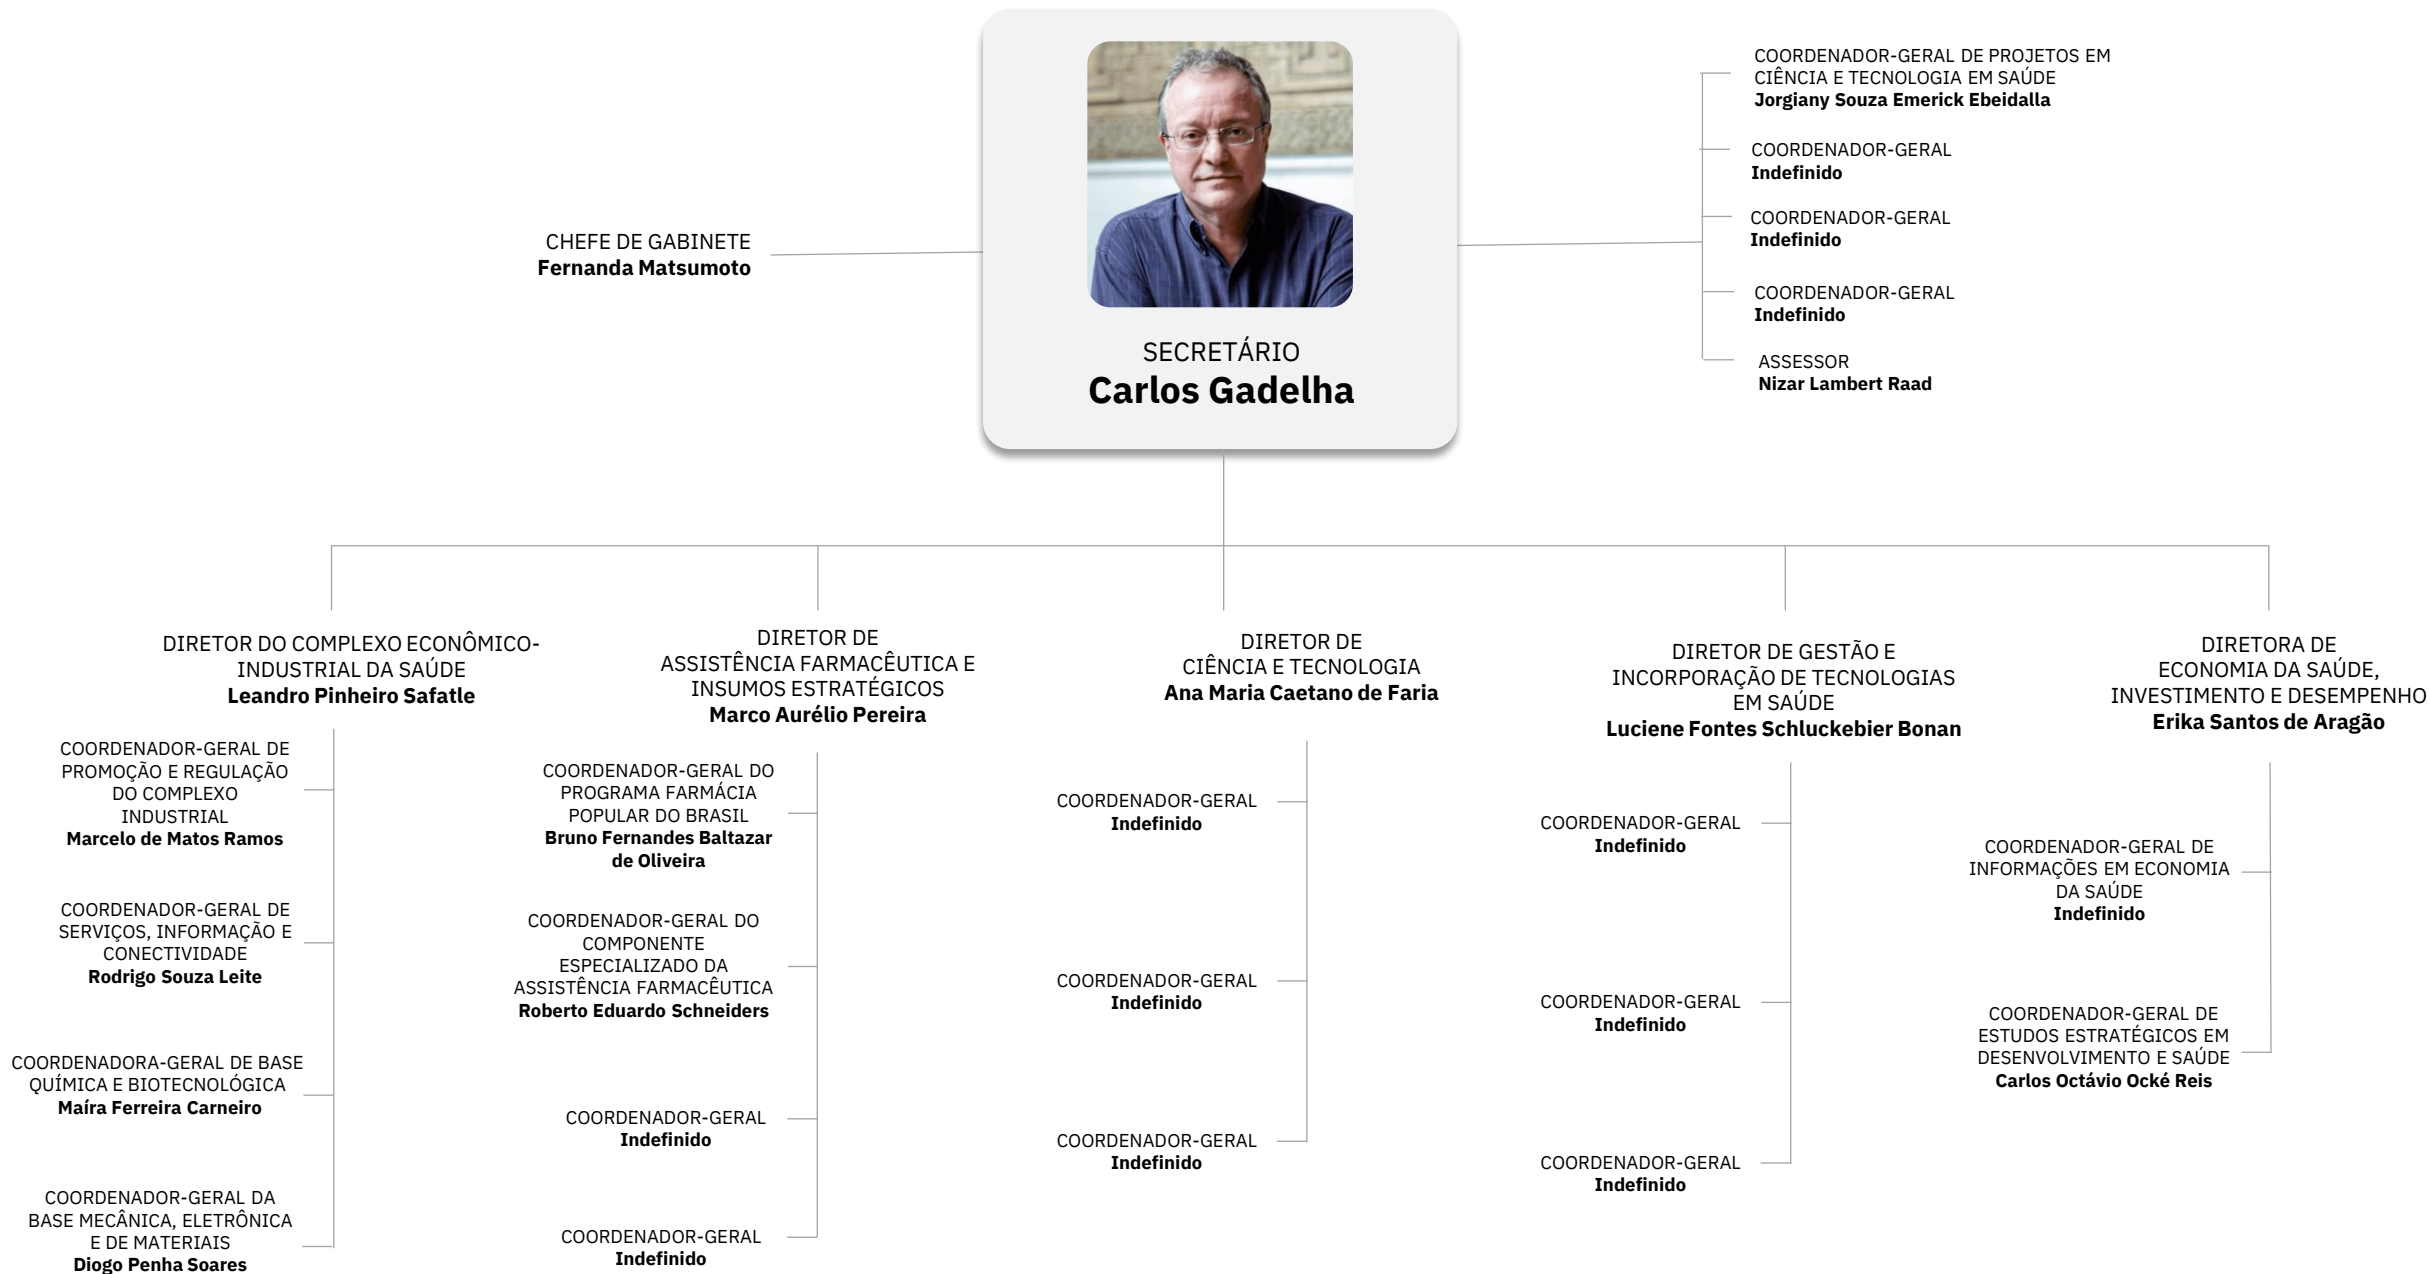 CHEFE DE GABINETE
Fernanda Matsumoto
SECRETÁRIO
Carlos Gadelha
COORDENADOR-GERAL DE PROJETOS EM
CIÊNCIA E TECNOLOGIA EM SAÚDE
Jorgiany Souza Emerick Ebeidalla
COORDENADOR-GERAL
Indefinido
COORDENADOR-GERAL
Indefinido
COORDENADOR-GERAL
Indefinido
ASSESSOR
Nizar Lambert Raad
DIRETOR DO COMPLEXO ECONÔMICO-
INDUSTRIAL DA SAÚDE
Leandro Pinheiro Safatle
COORDENADOR-GERAL DE
PROMOÇÃO E REGULAÇÃO
DO COMPLEXO
INDUSTRIAL
Marcelo de Matos Ramos
COORDENADOR-GERAL DE
SERVIÇOS, INFORMAÇÃO E
CONECTIVIDADE
Rodrigo Souza Leite
COORDENADORA-GERAL DE BASE
QUÍMICA E BIOTECNOLÓGICA
Maíra Ferreira Carneiro
COORDENADOR-GERAL DA
BASE MECÂNICA, ELETRÔNICA
E DE MATERIAIS
Diogo Penha Soares
DIRETOR DE
ASSISTÊNCIA FARMACÊUTICA E
INSUMOS ESTRATÉGICOS
Marco Aurélio Pereira
COORDENADOR-GERAL DO
PROGRAMA FARMÁCIA
POPULAR DO BRASIL
Bruno Fernandes Baltazar
de Oliveira
COORDENADOR-GERAL DO
COMPONENTE
ESPECIALIZADO DA
ASSISTÊNCIA FARMACÊUTICA
Roberto Eduardo Schneiders
COORDENADOR-GERAL
Indefinido
COORDENADOR-GERAL
Indefinido
DIRETOR DE
CIÊNCIA E TECNOLOGIA
Ana Maria Caetano de Faria
COORDENADOR-GERAL
Indefinido
COORDENADOR-GERAL
Indefinido
COORDENADOR-GERAL
Indefinido
DIRETOR DE GESTÃO E
INCORPORAÇÃO DE TECNOLOGIAS
EM SAÚDE
Luciene Fontes Schluckebier Bonan
COORDENADOR-GERAL
Indefinido
COORDENADOR-GERAL
Indefinido
COORDENADOR-GERAL
Indefinido
DIRETORA DE
ECONOMIA DA SAÚDE,
INVESTIMENTO E DESEMPENHO
Erika Santos de Aragão
COORDENADOR-GERAL DE
INFORMAÇÕES EM ECONOMIA
DA SAÚDE
Indefinido
COORDENADOR-GERAL DE
ESTUDOS ESTRATÉGICOS EM
DESENVOLVIMENTO E SAÚDE
Carlos Octávio Ocké Reis